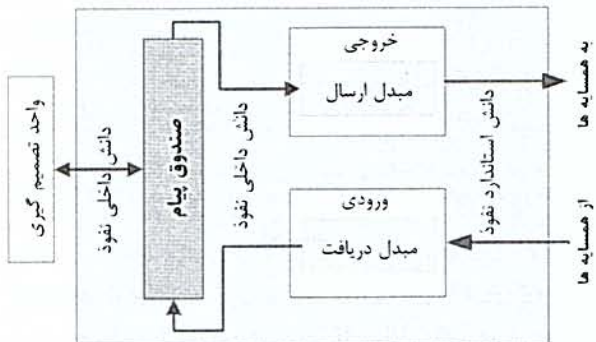 خروجی
مبدل ارسال
به همسایه ها
دانش استاندارد نفوذ
دانش داخلی نفوذ
صندوق پیام
دانش داخلی نفوذ
واحد تصمیم گیری
ورودی
مبدل دریافت
از همسایه ها